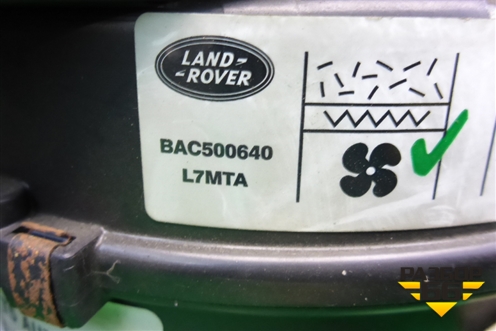 LAND-
-ROVER
BAC500640
L7MTA